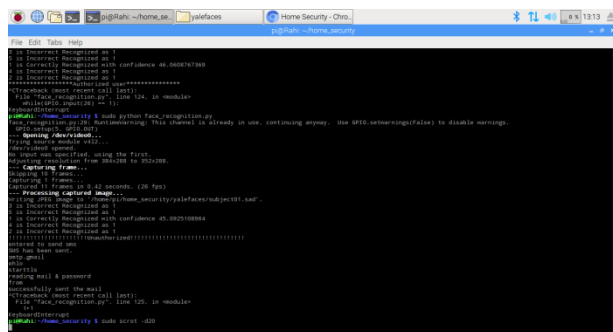 pi@Rahi: ~/home_se...
yalefaces
Home Security - Chro...
0 %
13:13
pi@Rahi: ~/home_security
File Edit Tabs Help
3 is Incorrect Recognized as 1
5 is Incorrect Recognized as 1
1 is Correctly Recognized with confidence 46.0608767369
4 is Incorrect Recognized as 1
2 is Incorrect Recognized as 1
******************Authorized user***************
^CTraceback (most recent call last):
File "face_recognition.py", line 124, in <module>
while(GPIO.input(26) == 1):
KeyboardInterrupt
pi@Rahi:~/home_security $ sudo python face_recognition.py
face_recognition.py:29: RuntimeWarning: This channel is already in use, continuing anyway. Use GPIO.setwarnings(False) to disable warnings.
GPIO.setup(5, GPIO.OUT)
--- Opening /dev/video0...
Trying source module v4l2...
/dev/video0 opened.
No input was specified, using the first.
Adjusting resolution from 384x288 to 352x288.
--- Capturing frame...
Skipping 10 frames...
Capturing 1 frames...
Captured 11 frames in 0.42 seconds. (26 fps)
--- Processing captured image...
Writing JPEG image to '/home/pi/home_security/yalefaces/subject01.sad'.
3 is Incorrect Recognized as 1
5 is Incorrect Recognized as 1
1 is Correctly Recognized with confidence 45.8925108984
4 is Incorrect Recognized as 1
2 is Incorrect Recognized as 1
!!!!!!!!!!!!!!!!!!!!!Unauthorized!!!!!!!!!!!!!!!!!!!!!!!!!!!!!!
entered to send sms
SMS has been sent.
smtp.gmail
ehlo
starttls
reading mail & password
from
successfully sent the mail
^CTraceback (most recent call last):
File "face_recognition.py", line 125, in <module>
KeyboardInterrupt
pi@Rahi:~/home_security $ sudo scrot -d20